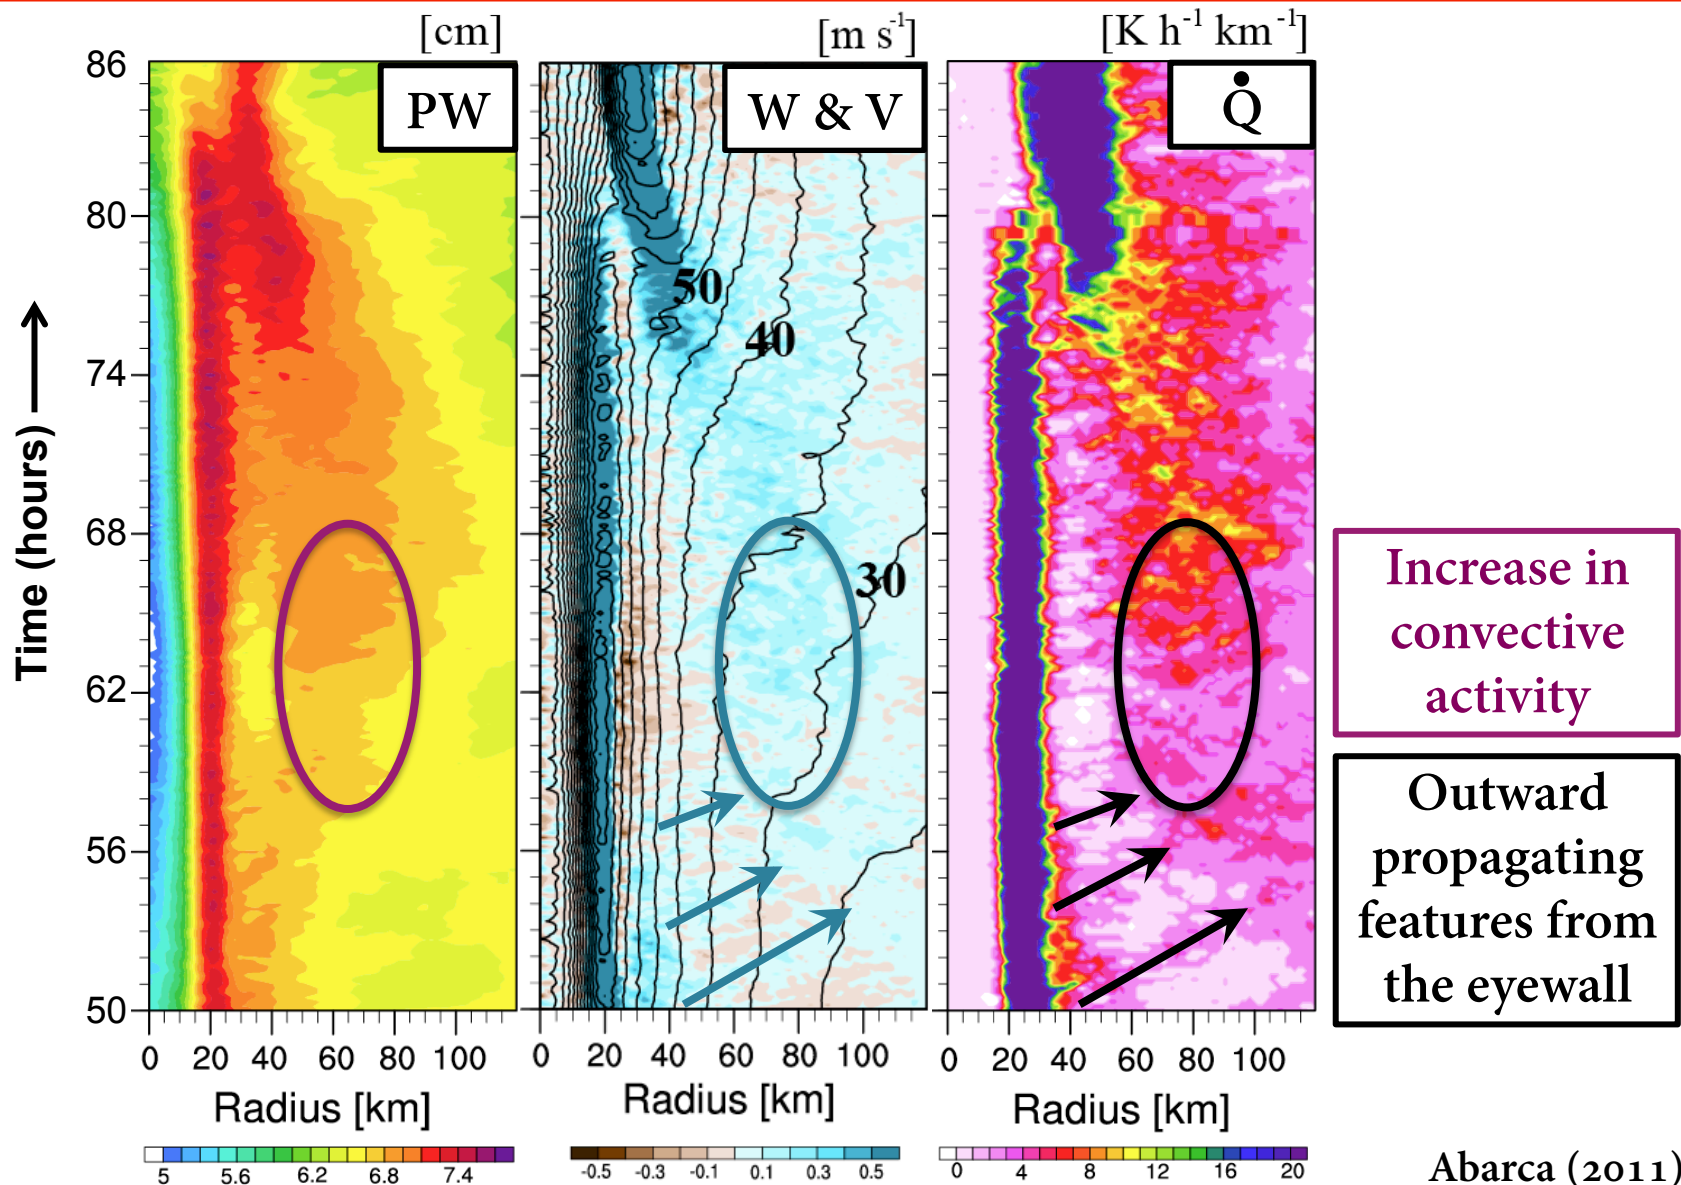 [cm]
[m s-1]
[K h-1 km-1]
PW
W & V
Q̇
86
80
74
68
62
56
50
Time (hours)
50
40
30
0 20 40 60 80 100
0 20 40 60 80 100
0 20 40 60 80 100
Radius [km]
Radius [km]
Radius [km]
5 5.6 6.2 6.8 7.4
-0.5 -0.3 -0.1 0.1 0.3 0.5
0 4 8 12 16 20
Increase in
convective
activity
Outward
propagating
features from
the eyewall
Abarca (2011)